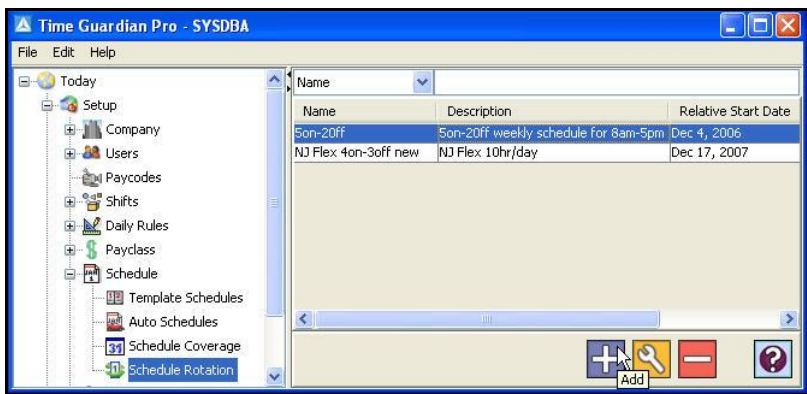 Time Guardian Pro - SYSDBA
File Edit Help
Today
Setup
Company
Users
Paycodes
Shifts
Daily Rules
Payclass
Schedule
Template Schedules
Auto Schedules
Schedule Coverage
Schedule Rotation
Name
Name Description Relative Start Date
5on-2Off 5on-2Off weekly schedule for 8am-5pm Dec 4, 2006
NJ Flex 4on-3off new NJ Flex 10hr/day Dec 17, 2007
Add